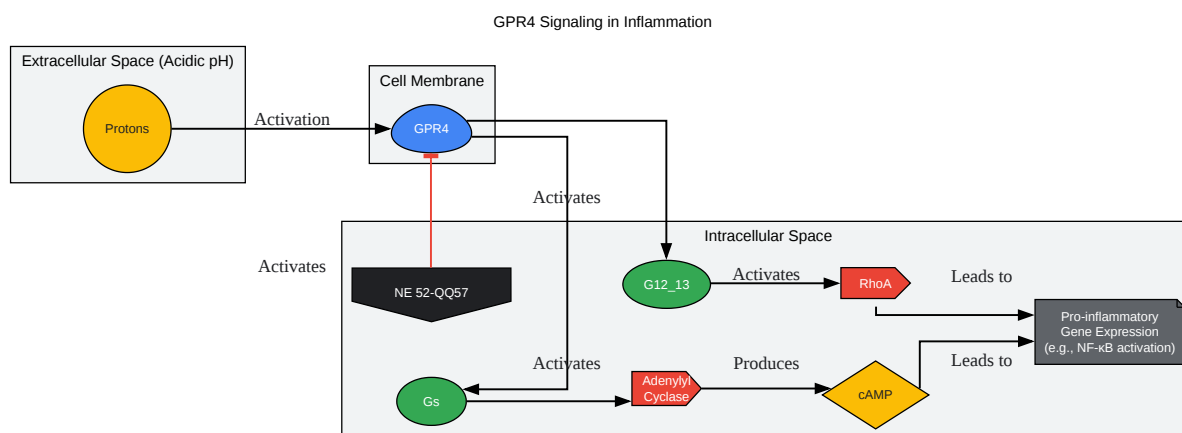 GPR4 Signaling in Inflammation
Extracellular Space (Acidic pH)
Protons
Activation
Cell Membrane
GPR4
Activates
Intracellular Space
Activates
NE 52-QQ57
G12_13
Activates
RhoA
Leads to
Pro-inflammatory
Gene Expression
(e.g., NF-κB activation)
Activates
Gs
Adenylyl
Cyclase
Produces
cAMP
Leads to